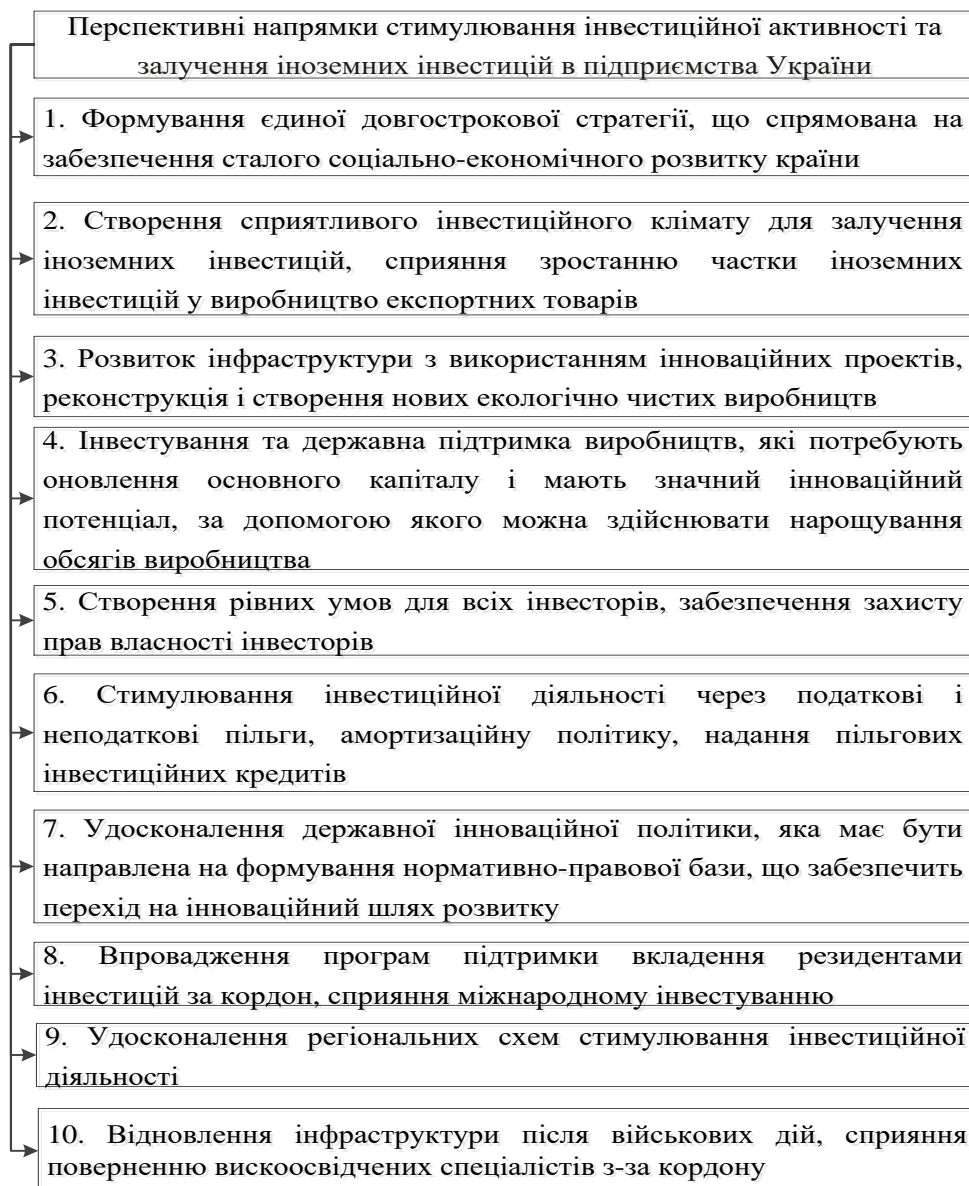 Перспективні напрямки стимулювання інвестиційної активності та
залучення іноземних інвестицій в підприємства України
1. Формування єдиної довгострокової стратегії, що спрямована на
забезпечення сталого соціально-економічного розвитку країни
2. Створення сприятливого інвестиційного клімату для залучення
іноземних інвестицій, сприяння зростанню частки іноземних
інвестицій у виробництво експортних товарів
3. Розвиток інфраструктури з використанням інноваційних проектів,
реконструкція і створення нових екологічно чистих виробництв
4. Інвестування та державна підтримка виробництв, які потребують
оновлення основного капіталу і мають значний інноваційний
потенціал, за допомогою якого можна здійснювати нарощування
обсягів виробництва
5. Створення рівних умов для всіх інвесторів, забезпечення захисту
прав власності інвесторів
6. Стимулювання інвестиційної діяльності через податкові і
неподаткові пільги, амортизаційну політику, надання пільгових
інвестиційних кредитів
7. Удосконалення державної інноваційної політики, яка має бути
направлена на формування нормативно-правової бази, що забезпечить
перехід на інноваційний шлях розвитку
8. Впровадження програм підтримки вкладення резидентами
інвестицій за кордон, сприяння міжнародному інвестуванню
9. Удосконалення регіональних схем стимулювання інвестиційної
діяльності
10. Відновлення інфраструктури після військових дій, сприяння
поверненню вискоосвідчених спеціалістів з-за кордону